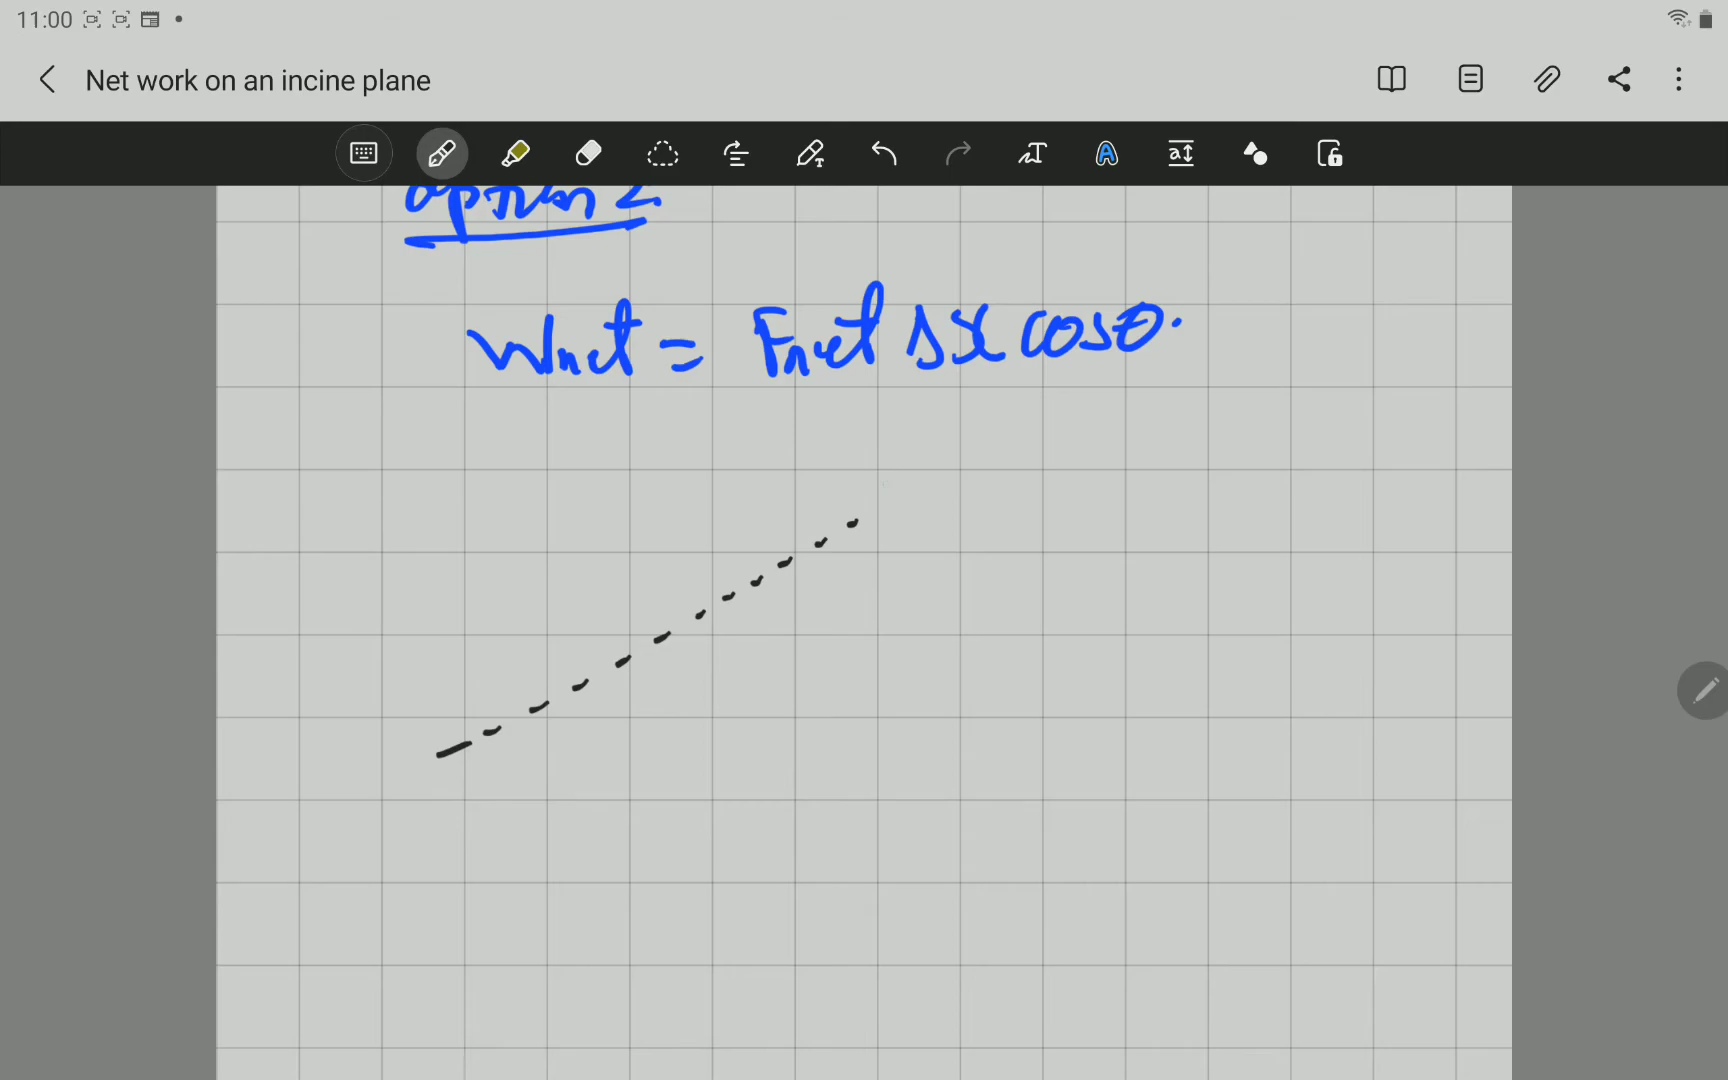 11:00
Net work on an incine plane
option 2.
Wnet = Fnet Δx cosθ.